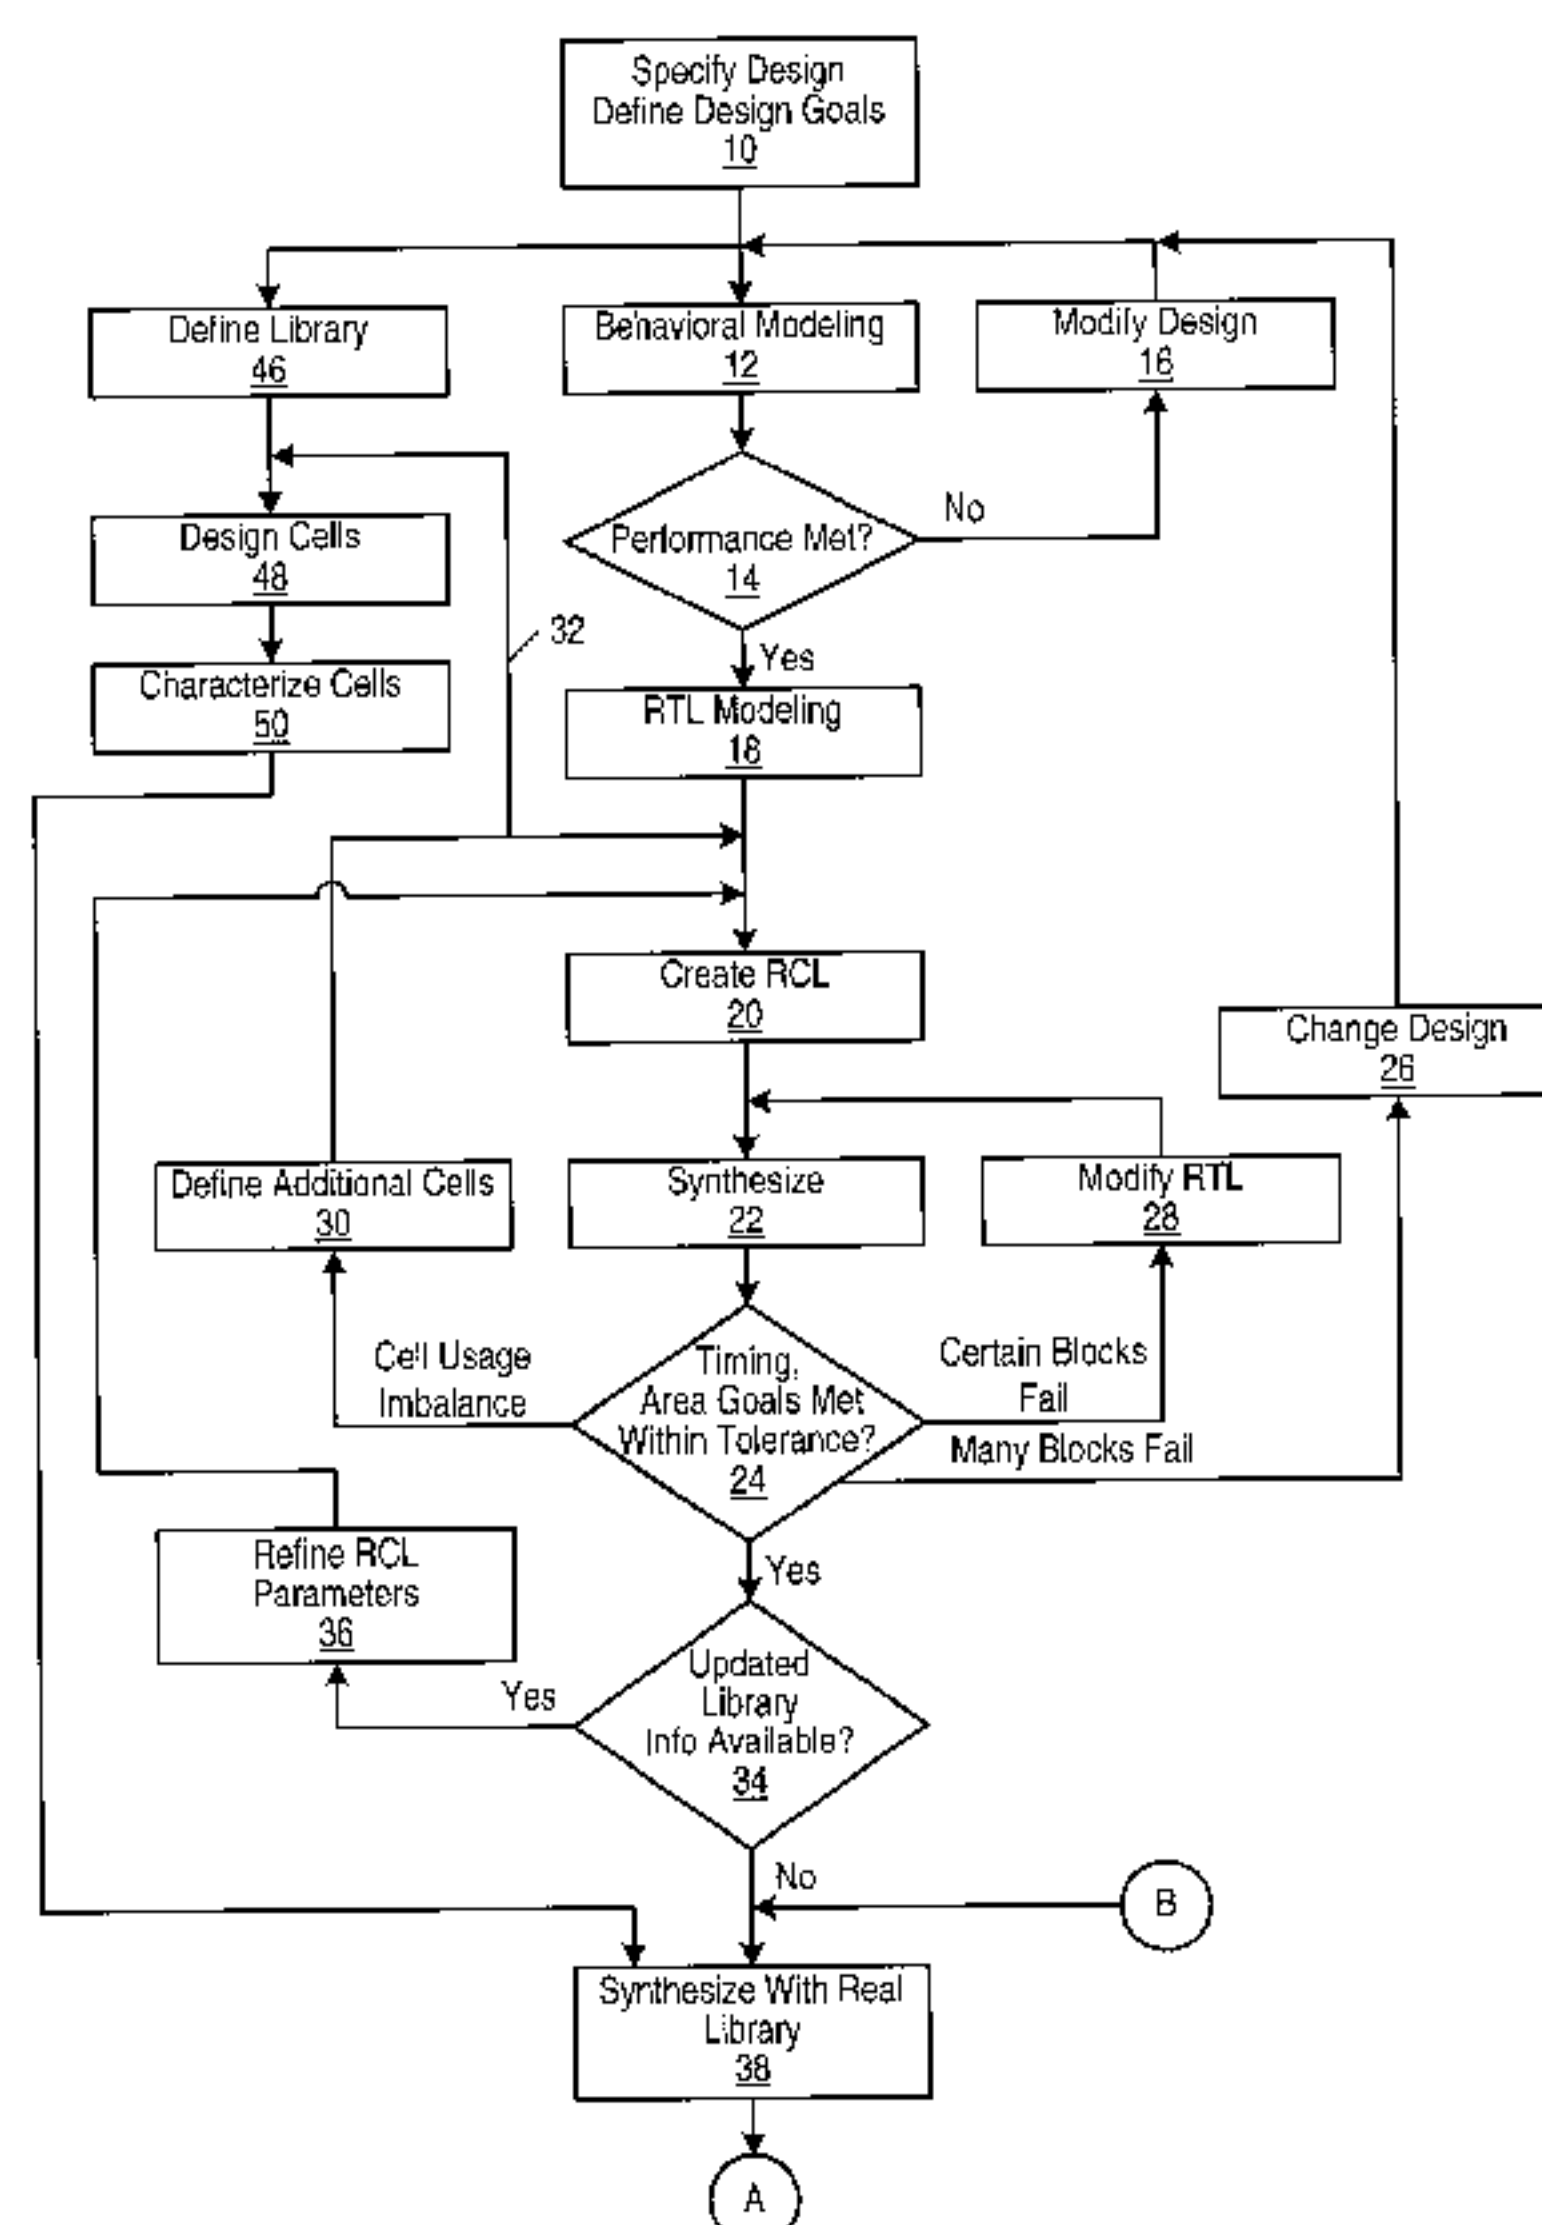 Specify Design
Define Design Goals
10
Define Library
46
Behavioral Modeling
12
Modify Design
16
Design Cells
48
Performance Met?
14
No
32
Yes
Characterize Cells
50
RTL Modeling
18
Create RCL
20
Change Design
26
Define Additional Cells
30
Synthesize
22
Modify RTL
28
Cell Usage
Imbalance
Timing,
Area Goals Met
Within Tolerance?
24
Certain Blocks
Fail
Many Blocks Fail
Yes
Refine RCL
Parameters
36
Yes
Updated
Library
Info Available?
34
No
B
Synthesize With Real
Library
38
A